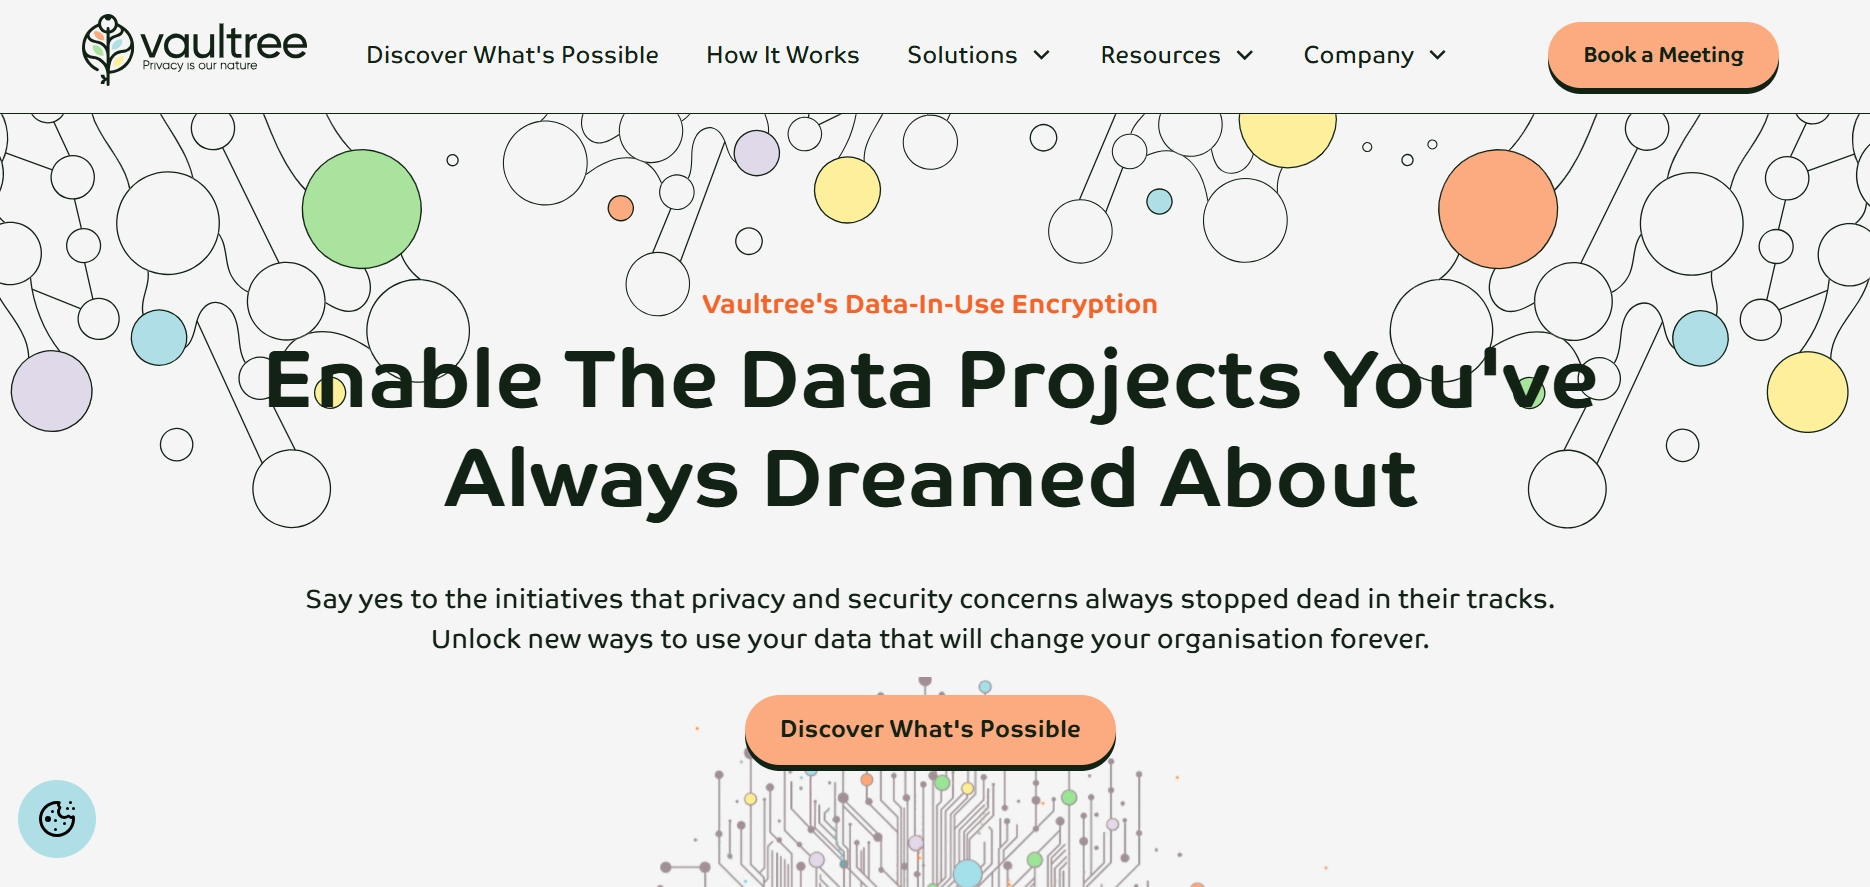 vaultree
Privacy is our nature
Discover What's Possible
How It Works
Solutions
Resources
Company
Book a Meeting
Vaultree's Data-In-Use Encryption
Enable The Data Projects You've
Always Dreamed About
Say yes to the initiatives that privacy and security concerns always stopped dead in their tracks.
Unlock new ways to use your data that will change your organisation forever.
Discover What's Possible